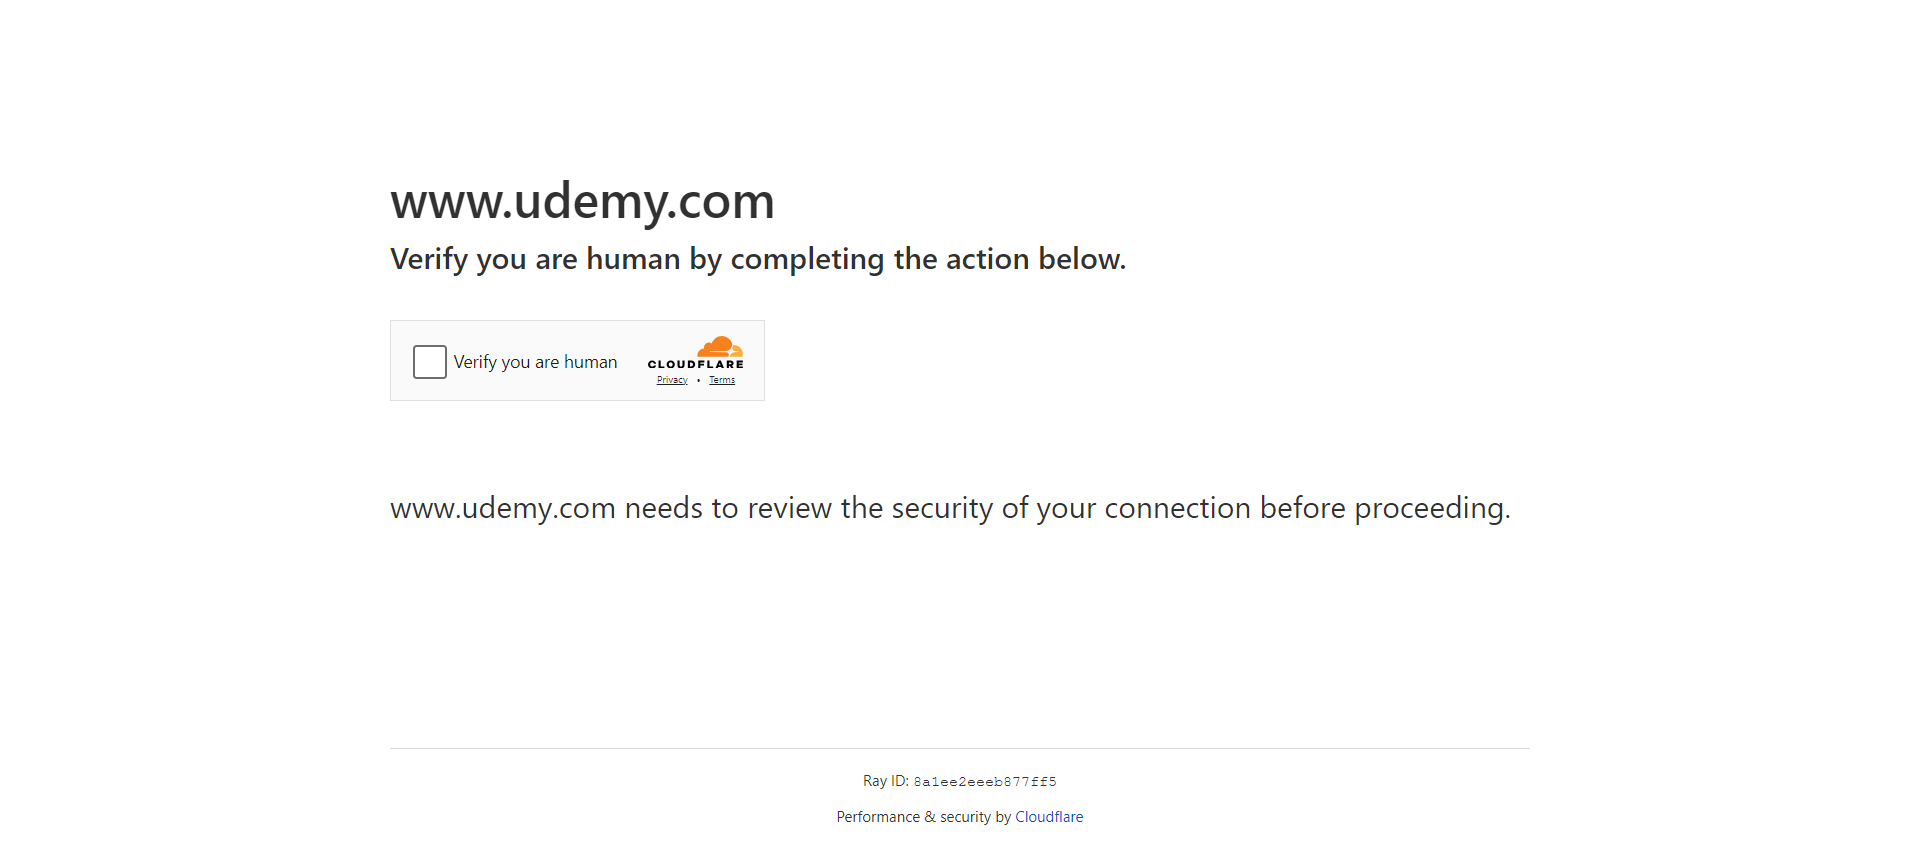 www.udemy.com
Verify you are human by completing the action below.
Verify you are human
CLOUDFLARE
Privacy • Terms
www.udemy.com needs to review the security of your connection before proceeding.
Ray ID: 8a1ee2eeeb877ff5
Performance & security by Cloudflare